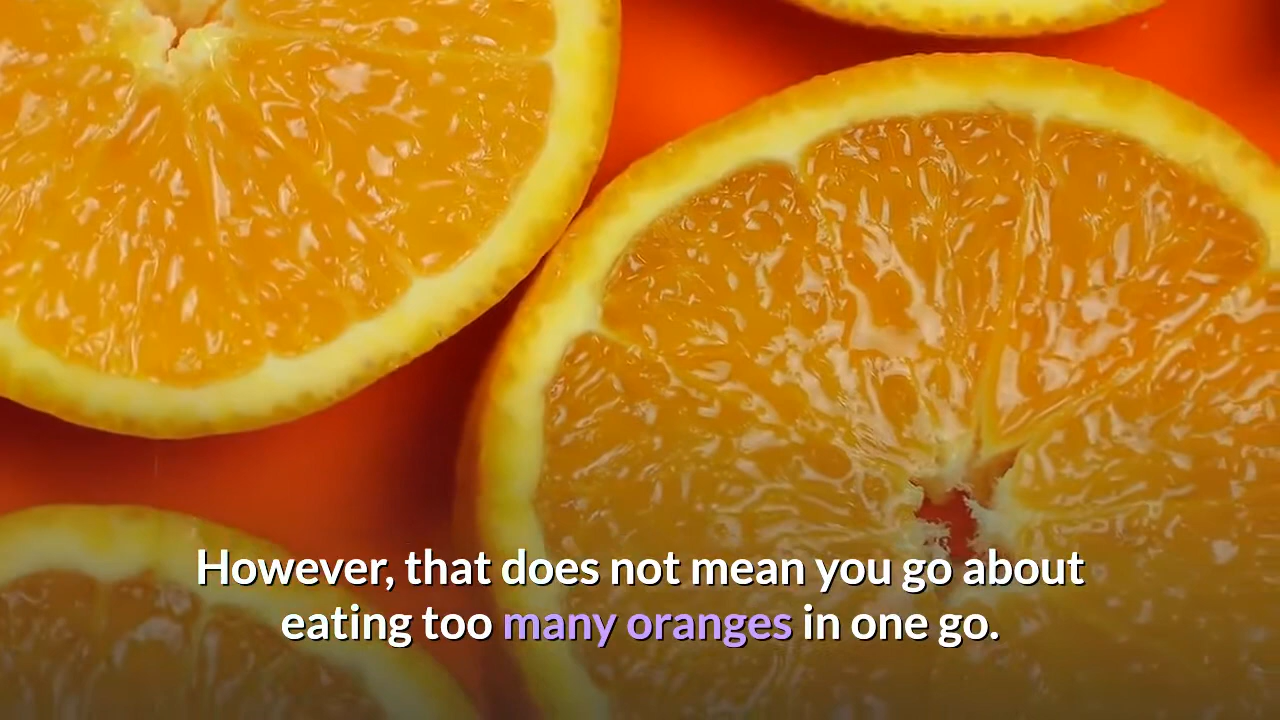 However, that does not mean you go about
eating too many oranges in one go.